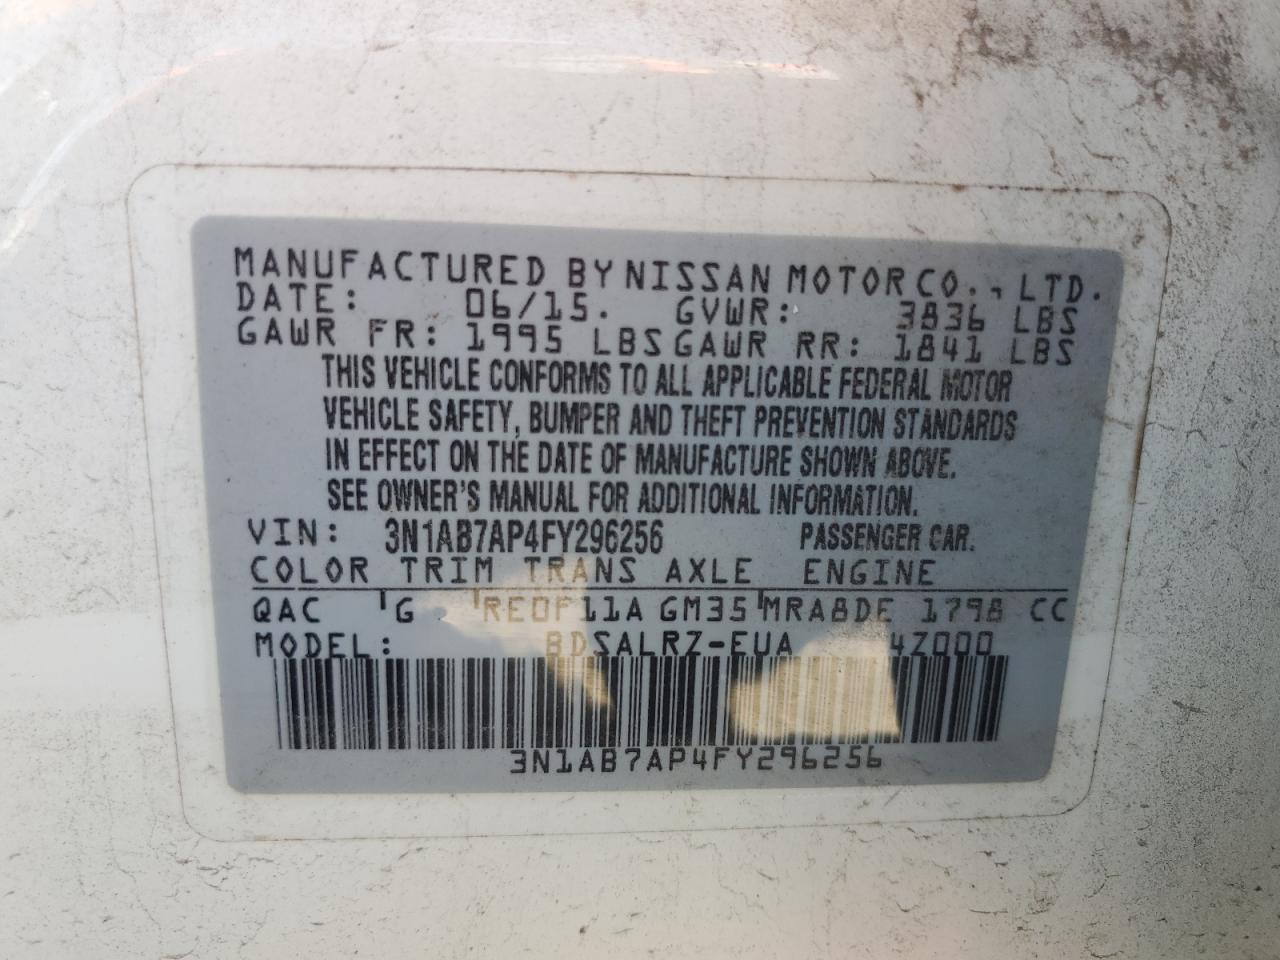 MANUFACTURED BY NISSAN MOTOR CO., LTD.
DATE: 06/15. GVWR: 3836 LBS
GAWR FR: 1995 LBS GAWR RR: 1841 LBS
THIS VEHICLE CONFORMS TO ALL APPLICABLE FEDERAL MOTOR
VEHICLE SAFETY, BUMPER AND THEFT PREVENTION STANDARDS
IN EFFECT ON THE DATE OF MANUFACTURE SHOWN ABOVE.
SEE OWNER'S MANUAL FOR ADDITIONAL INFORMATION.
VIN: 3N1AB7AP4FY296256 PASSENGER CAR.
COLOR TRIM TRANS AXLE ENGINE
QAC G RE0F11A GM35 MRA8DE 1798 CC
MODEL: BDSALRZ-EUA 4Z000
3N1AB7AP4FY296256